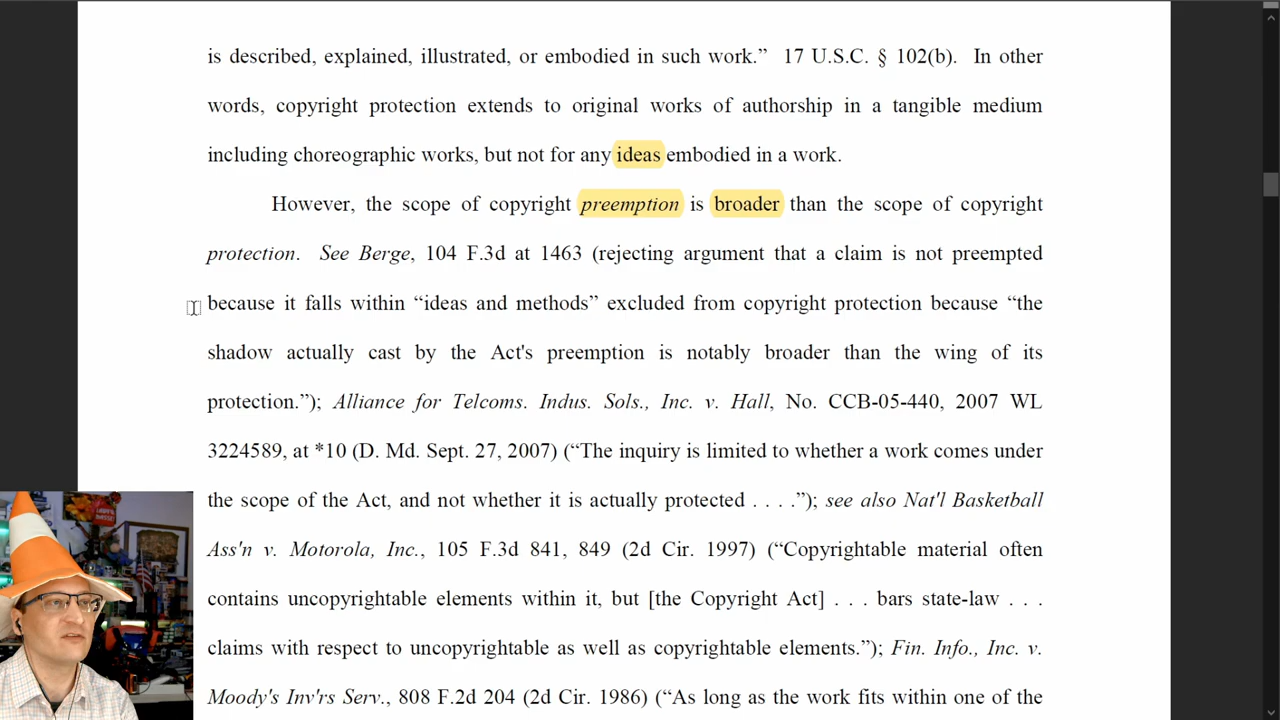 is described, explained, illustrated, or embodied in such work.” 17 U.S.C. § 102(b). In other
words, copyright protection extends to original works of authorship in a tangible medium
including choreographic works, but not for any ideas embodied in a work.
However, the scope of copyright preemption is broader than the scope of copyright
protection. See Berge, 104 F.3d at 1463 (rejecting argument that a claim is not preempted
because it falls within “ideas and methods” excluded from copyright protection because “the
shadow actually cast by the Act's preemption is notably broader than the wing of its
protection.”); Alliance for Telcoms. Indus. Sols., Inc. v. Hall, No. CCB-05-440, 2007 WL
3224589, at *10 (D. Md. Sept. 27, 2007) (“The inquiry is limited to whether a work comes under
the scope of the Act, and not whether it is actually protected . . . .”); see also Nat'l Basketball
Ass'n v. Motorola, Inc., 105 F.3d 841, 849 (2d Cir. 1997) (“Copyrightable material often
contains uncopyrightable elements within it, but [the Copyright Act] . . . bars state-law . . .
claims with respect to uncopyrightable as well as copyrightable elements.”); Fin. Info., Inc. v.
Moody's Inv'rs Serv., 808 F.2d 204 (2d Cir. 1986) (“As long as the work fits within one of the